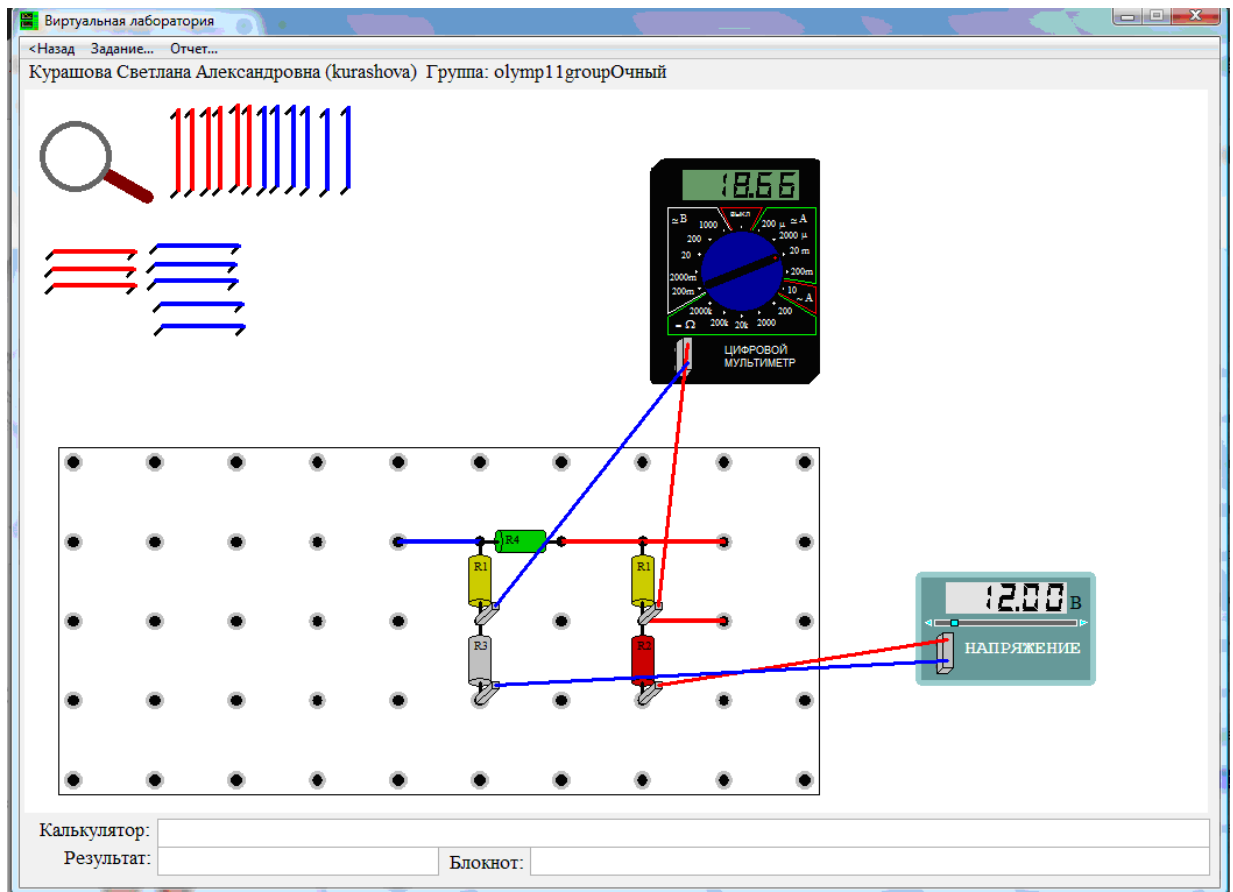 Виртуальная лаборатория
<Назад Задание... Отчет...
Курашова Светлана Александровна (kurashova) Группа: olymp11groupОчный
18.66
≃B 1000 выкл 200 μ ≃ A
200 2000 μ
20 20 m
2000m 200m
200m 10 ~A
2000k 200
=Ω 200k 20k 2000
ЦИФРОВОЙ
МУЛЬТИМЕТР
R4
R1 R1
R3 R2
12.00 В
НАПРЯЖЕНИЕ
Калькулятор:
Результат: Блокнот: